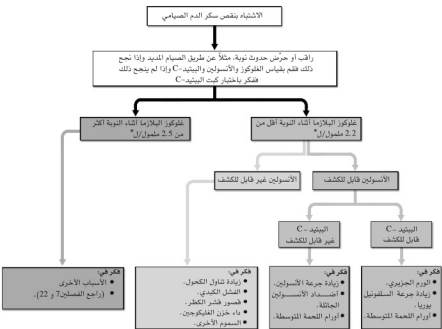 الاشتباه بنقص سكر الدم الصيامي
راقب أو حرّض حدوث نوبة، مثلاً عن طريق الصيام المديد وإذا نجح
ذلك فقم بقياس الغلوكوز والأنسولين والببتيد-C وإذا لم ينجح ذلك
ففكر باختبار كبت الببتيد-C
غلوكوز البلازما أثناء النوبة أكثر
من 2.5 ملمول/ل*
غلوكوز البلازما أثناء النوبة أقل من
2.2 ملمول/ل*
الأنسولين غير قابل للكشف
الأنسولين قابل للكشف
الببتيد -C
غير قابل للكشف
الببتيد -C
قابل للكشف
فكر في:
● الأسباب الأخرى
(راجع الفصلين7 و 22).
فكر في:
● زيادة تناول الكحول.
● الفشل الكبدي.
● قصور قشر الكظر.
● داء خزن الغليكوجين.
● السموم الأخرى.
فكر في:
● زيادة جرعة الأنسولين.
● أضداد الأنسولين
الجائلة.
● أورام اللحمة المتوسطة.
فكر في:
● الورم الجزيري.
● زيادة جرعة السلفونيل
يوريا.
● أورام اللحمة المتوسطة.